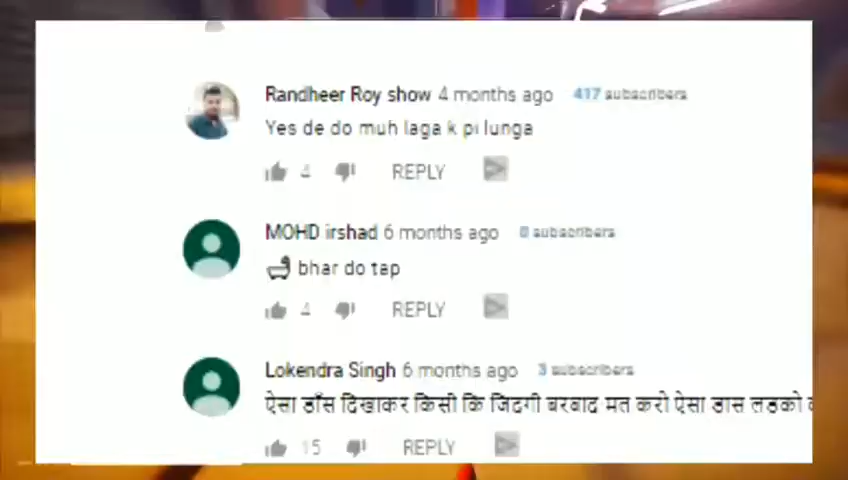 Randheer Roy show 4 months ago 417 subscribers
Yes de do muh laga k pi lunga
4 REPLY
MOHD irshad 6 months ago 0 subscribers
🛁 bhar do tap
4 REPLY
Lokendra Singh 6 months ago 3 subscribers
ऐसा डाँस दिखाकर किसी कि जिदगी बरबाद मत करो ऐसा डास लडको
15 REPLY